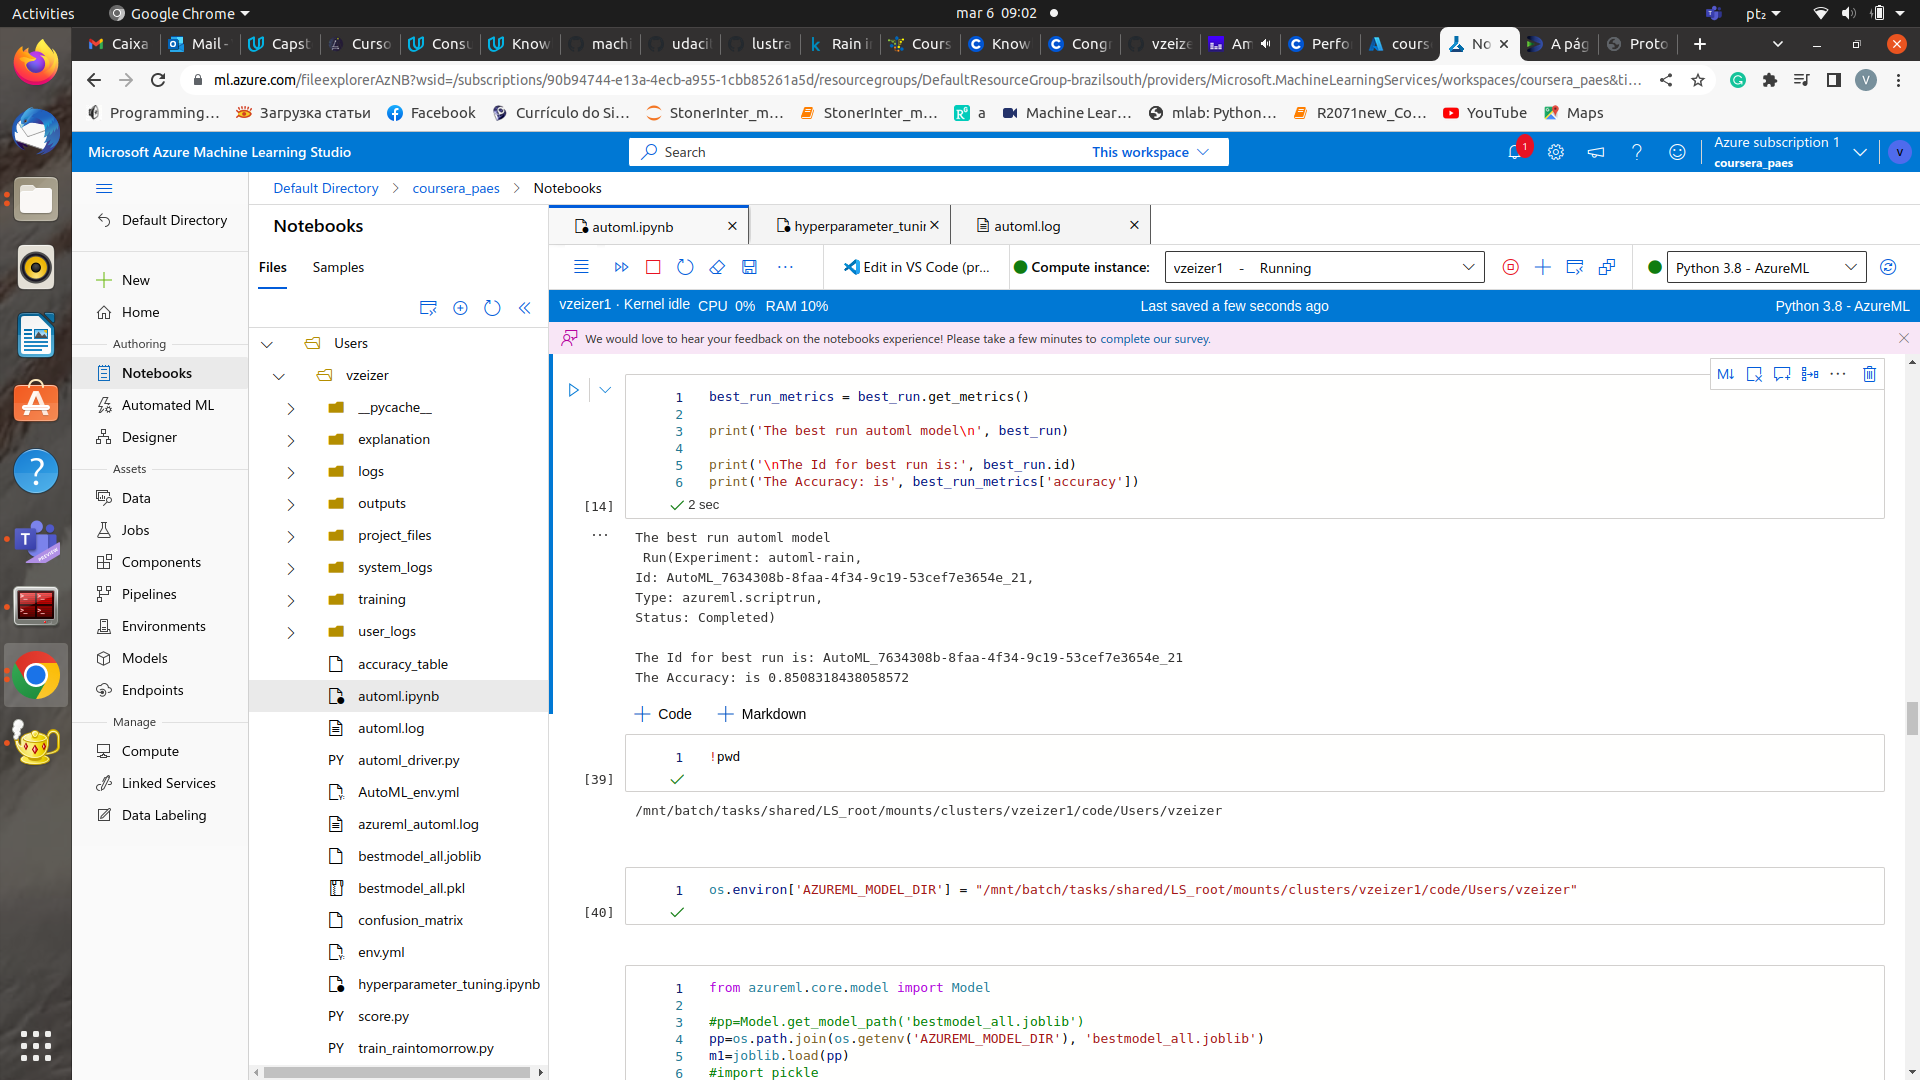 Activities
Google Chrome
mar 6 09:02
pt₂
Caixa
Mail -
Capst
Curso
Consu
Know
machi
udacil
lustra
Rain in
Cours
Know
Congr
vzeize
Am
Perfo
cours
No
A pág
Proto
ml.azure.com/fileexplorerAzNB?wsid=/subscriptions/90b94744-e13a-4ecb-a955-1cbb85261a5d/resourcegroups/DefaultResourceGroup-brazilsouth/providers/Microsoft.MachineLearningServices/workspaces/coursera_paes&ti...
V
Programming...
Загрузка статьи
Facebook
Currículo do Si...
StonerInter_m...
StonerInter_m...
a
Machine Lear...
mlab: Python...
R2071new_Co...
YouTube
Maps
Microsoft Azure Machine Learning Studio
Search
This workspace
1
Azure subscription 1
coursera_paes
V
Default Directory
coursera_paes
Notebooks
Default Directory
New
Home
Authoring
Notebooks
Automated ML
Designer
Assets
Data
Jobs
Components
Pipelines
Environments
Models
Endpoints
Manage
Compute
Linked Services
Data Labeling
Notebooks
Files
Samples
Users
vzeizer
__pycache__
explanation
logs
outputs
project_files
system_logs
training
user_logs
accuracy_table
automl.ipynb
automl.log
PY automl_driver.py
AutoML_env.yml
azureml_automl.log
bestmodel_all.joblib
bestmodel_all.pkl
confusion_matrix
env.yml
hyperparameter_tuning.ipynb
PY score.py
PY train_raintomorrow.py
automl.ipynb
hyperparameter_tunin
automl.log
Edit in VS Code (pr...
Compute instance:
vzeizer1 - Running
Python 3.8 - AzureML
vzeizer1 · Kernel idle
CPU 0%
RAM 10%
Last saved a few seconds ago
Python 3.8 - AzureML
We would love to hear your feedback on the notebooks experience! Please take a few minutes to complete our survey.
M↓
1 best_run_metrics = best_run.get_metrics()
2
3 print('The best run automl model\n', best_run)
4
5 print('\nThe Id for best run is:', best_run.id)
6 print('The Accuracy: is', best_run_metrics['accuracy'])
[14]
2 sec
The best run automl model
Run(Experiment: automl-rain,
Id: AutoML_7634308b-8faa-4f34-9c19-53cef7e3654e_21,
Type: azureml.scriptrun,
Status: Completed)
The Id for best run is: AutoML_7634308b-8faa-4f34-9c19-53cef7e3654e_21
The Accuracy: is 0.8508318438058572
Code
Markdown
1 !pwd
[39]
/mnt/batch/tasks/shared/LS_root/mounts/clusters/vzeizer1/code/Users/vzeizer
1 os.environ['AZUREML_MODEL_DIR'] = "/mnt/batch/tasks/shared/LS_root/mounts/clusters/vzeizer1/code/Users/vzeizer"
[40]
1 from azureml.core.model import Model
2
3 #pp=Model.get_model_path('bestmodel_all.joblib')
4 pp=os.path.join(os.getenv('AZUREML_MODEL_DIR'), 'bestmodel_all.joblib')
5 m1=joblib.load(pp)
6 #import pickle